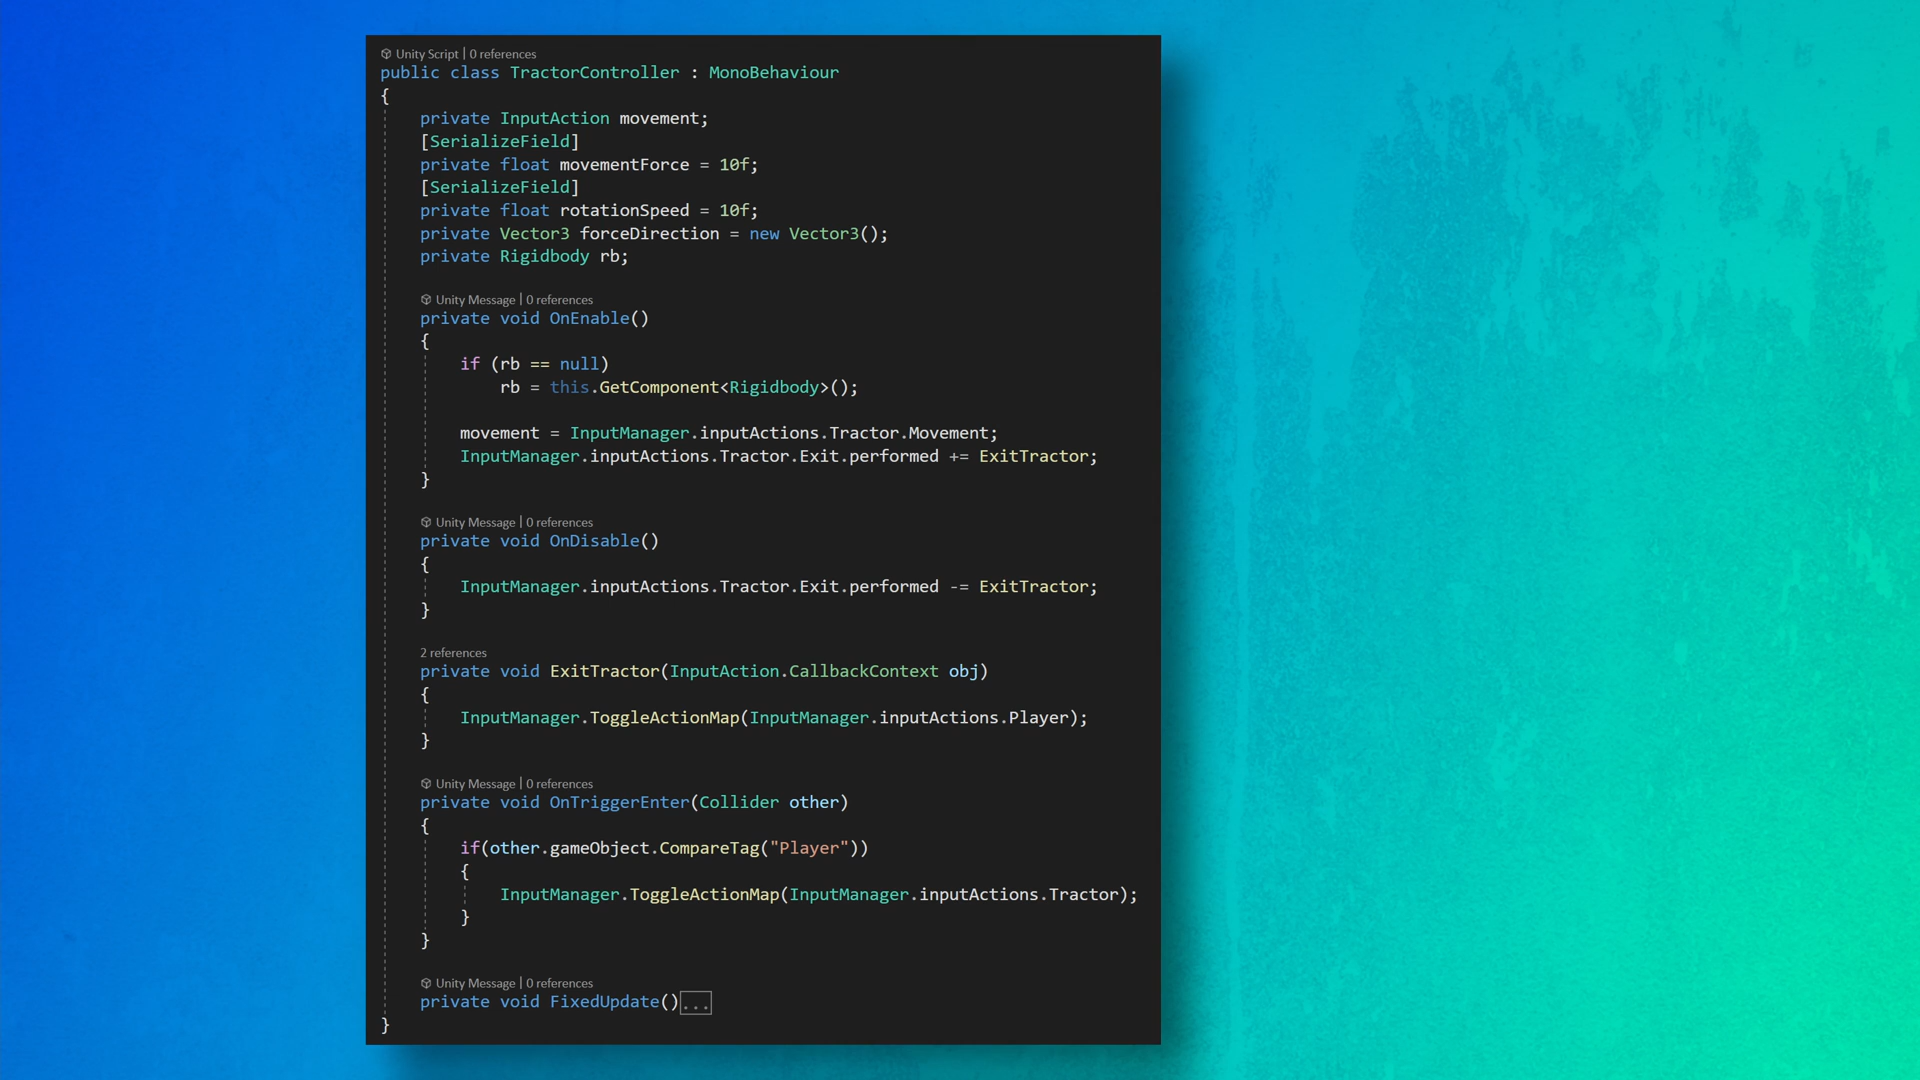 Unity Script | 0 references
public class TractorController : MonoBehaviour
{
private InputAction movement;
[SerializeField]
private float movementForce = 10f;
[SerializeField]
private float rotationSpeed = 10f;
private Vector3 forceDirection = new Vector3();
private Rigidbody rb;
Unity Message | 0 references
private void OnEnable()
{
if (rb == null)
rb = this.GetComponent<Rigidbody>();
movement = InputManager.inputActions.Tractor.Movement;
InputManager.inputActions.Tractor.Exit.performed += ExitTractor;
}
Unity Message | 0 references
private void OnDisable()
{
InputManager.inputActions.Tractor.Exit.performed -= ExitTractor;
}
2 references
private void ExitTractor(InputAction.CallbackContext obj)
{
InputManager.ToggleActionMap(InputManager.inputActions.Player);
}
Unity Message | 0 references
private void OnTriggerEnter(Collider other)
{
if(other.gameObject.CompareTag("Player"))
{
InputManager.ToggleActionMap(InputManager.inputActions.Tractor);
}
}
Unity Message | 0 references
private void FixedUpdate()...
}